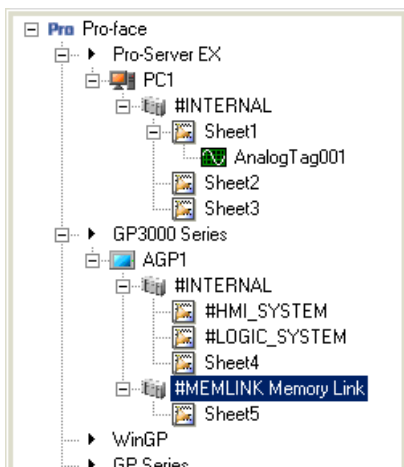 Pro Pro-face
Pro-Server EX
PC1
#INTERNAL
Sheet1
AnalogTag001
Sheet2
Sheet3
GP3000 Series
AGP1
#INTERNAL
#HMI_SYSTEM
#LOGIC_SYSTEM
Sheet4
#MEMLINK Memory Link
Sheet5
WinGP
GP Series